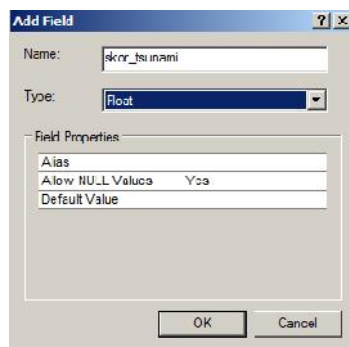 Add Field
Name: skor_tsunami
Type: Float
Field Properties
Alias
Allow NULL Values Yes
Default Value
OK Cancel